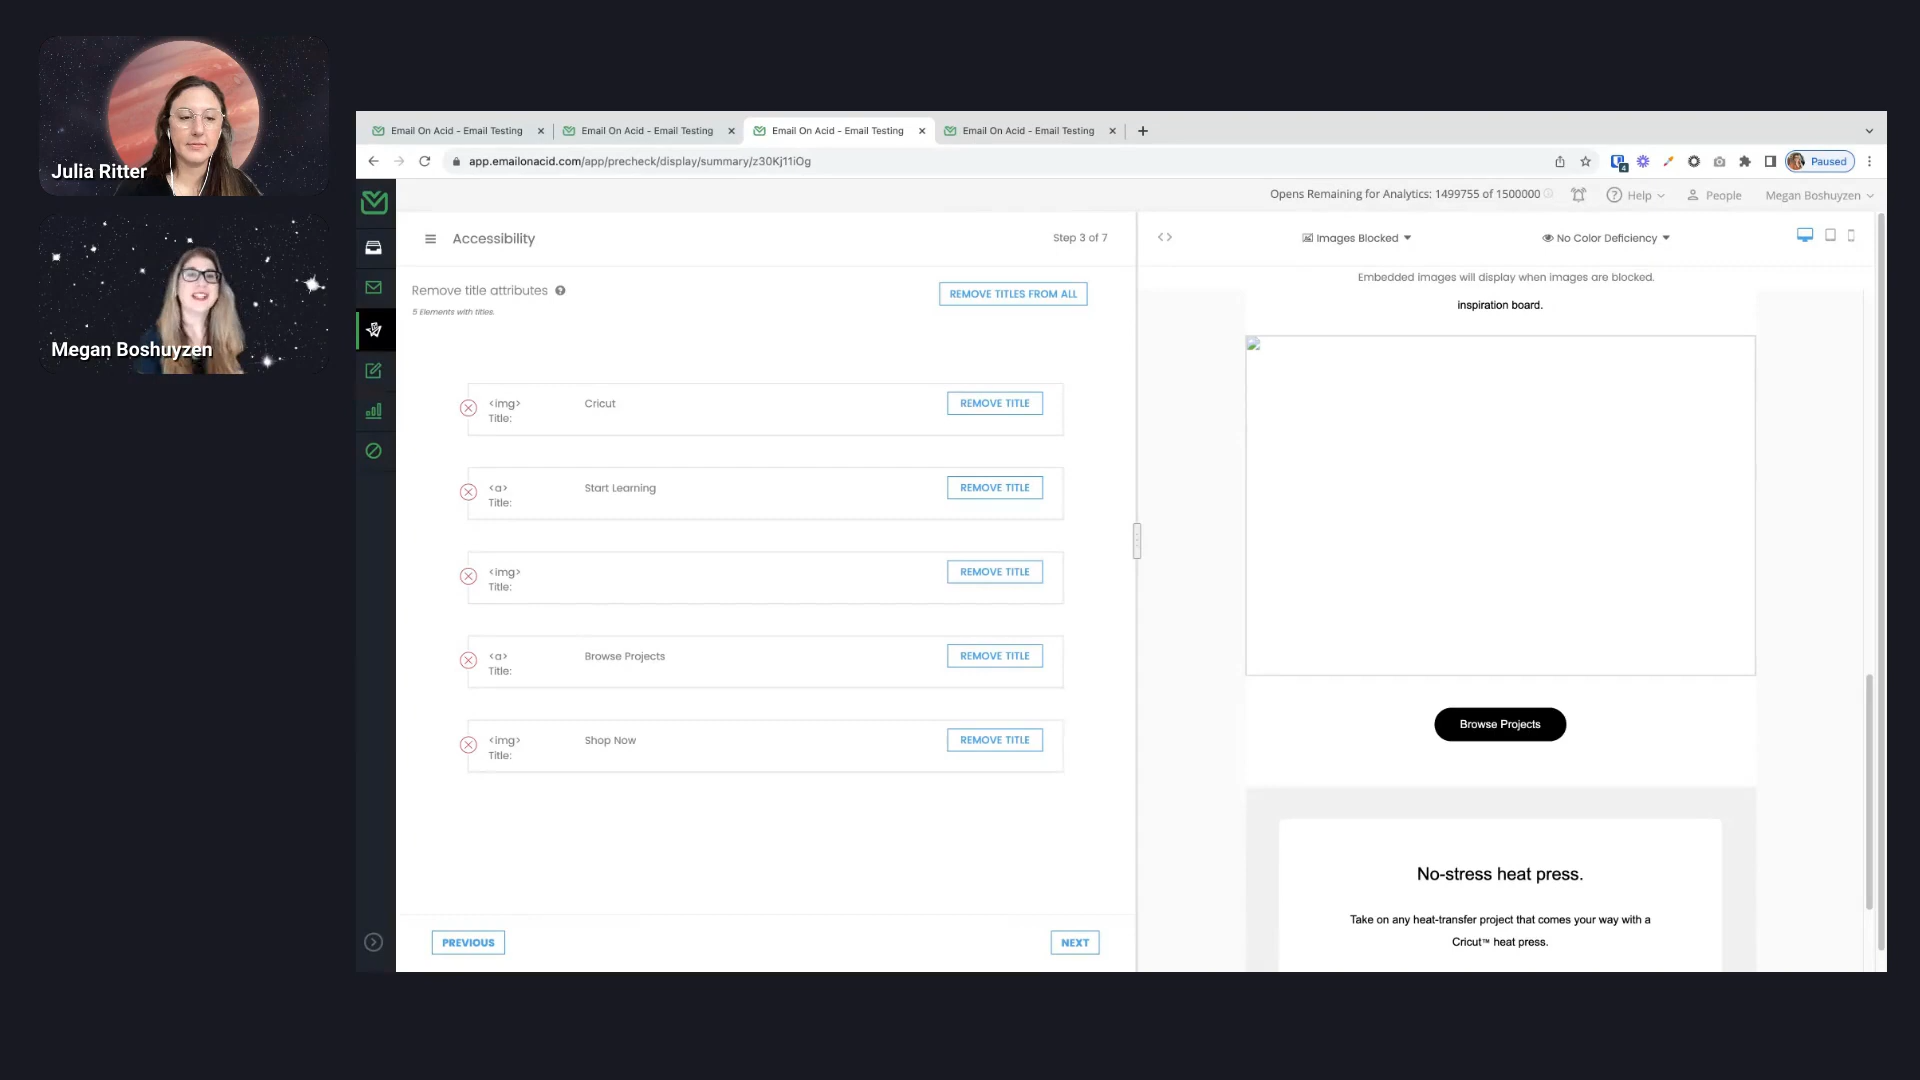 Julia Ritter
Megan Boshuyzen
Email On Acid - Email Testing
Email On Acid - Email Testing
Email On Acid - Email Testing
Email On Acid - Email Testing
app.emailonacid.com/app/precheck/display/summary/z30Kj11iOg
4
Paused
Opens Remaining for Analytics: 1499755 of 1500000
Help
People
Megan Boshuyzen
Accessibility
Step 3 of 7
Images Blocked
No Color Deficiency
Remove title attributes
5 Elements with titles.
REMOVE TITLES FROM ALL
<img>
Title:
Cricut
REMOVE TITLE
<a>
Title:
Start Learning
REMOVE TITLE
<img>
Title:
REMOVE TITLE
<a>
Title:
Browse Projects
REMOVE TITLE
<img>
Title:
Shop Now
REMOVE TITLE
PREVIOUS
NEXT
Embedded images will display when images are blocked.
inspiration board.
Browse Projects
No-stress heat press.
Take on any heat-transfer project that comes your way with a
Cricut™ heat press.